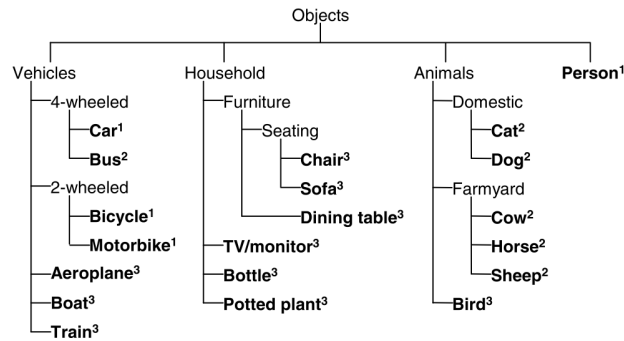 Objects
Vehicles Household Animals Person¹
4-wheeled Furniture Domestic
Car¹ Seating Cat²
Bus² Chair³ Dog²
2-wheeled Sofa³ Farmyard
Bicycle¹ Dining table³ Cow²
Motorbike¹ TV/monitor³ Horse²
Aeroplane³ Bottle³ Sheep²
Boat³ Potted plant³ Bird³
Train³